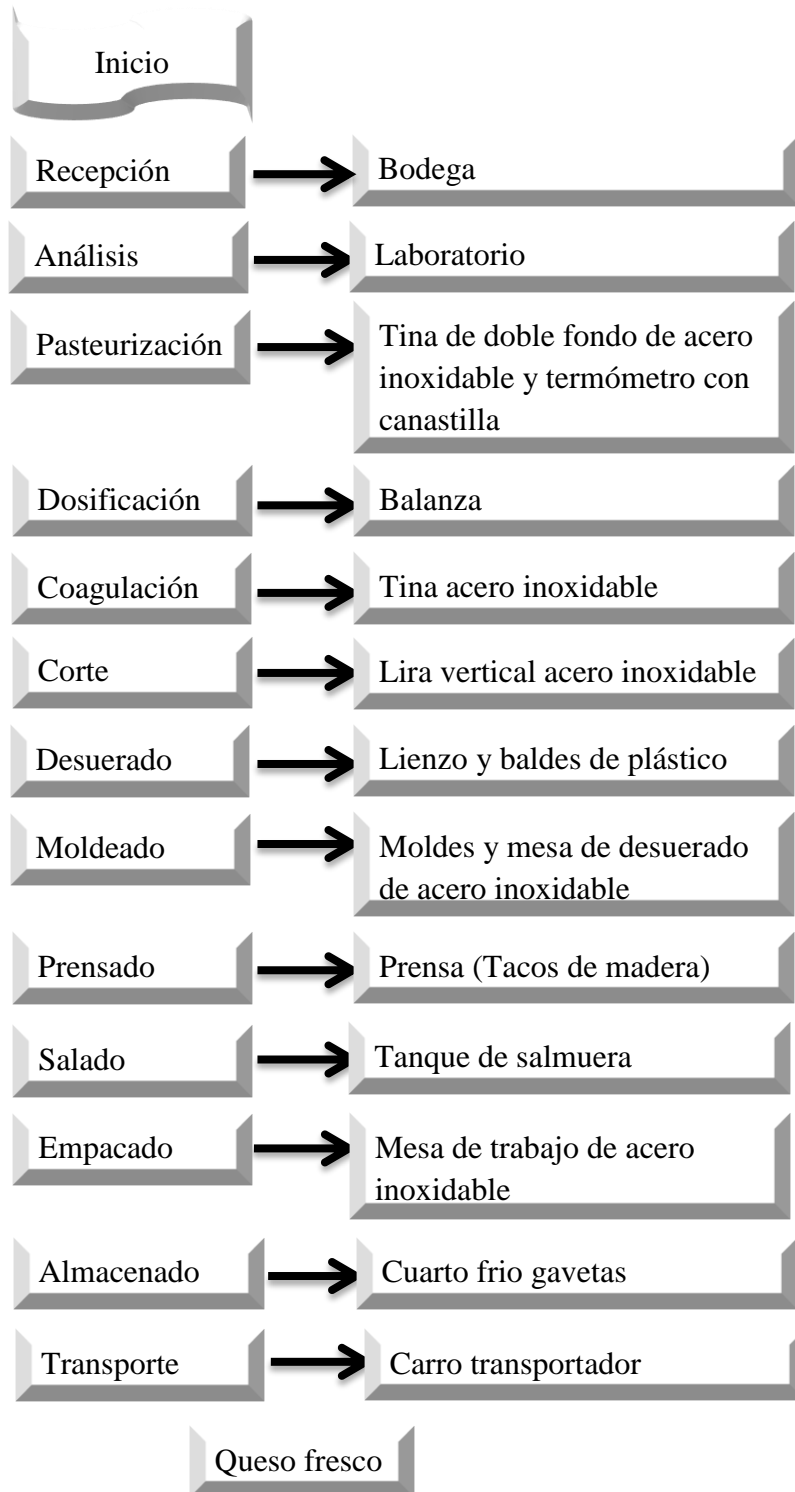 Inicio
Recepción
Bodega
Análisis
Laboratorio
Pasteurización
Tina de doble fondo de acero
inoxidable y termómetro con
canastilla
Dosificación
Balanza
Coagulación
Tina acero inoxidable
Corte
Lira vertical acero inoxidable
Desuerado
Lienzo y baldes de plástico
Moldeado
Moldes y mesa de desuerado
de acero inoxidable
Prensado
Prensa (Tacos de madera)
Salado
Tanque de salmuera
Empacado
Mesa de trabajo de acero
inoxidable
Almacenado
Cuarto frio gavetas
Transporte
Carro transportador
Queso fresco